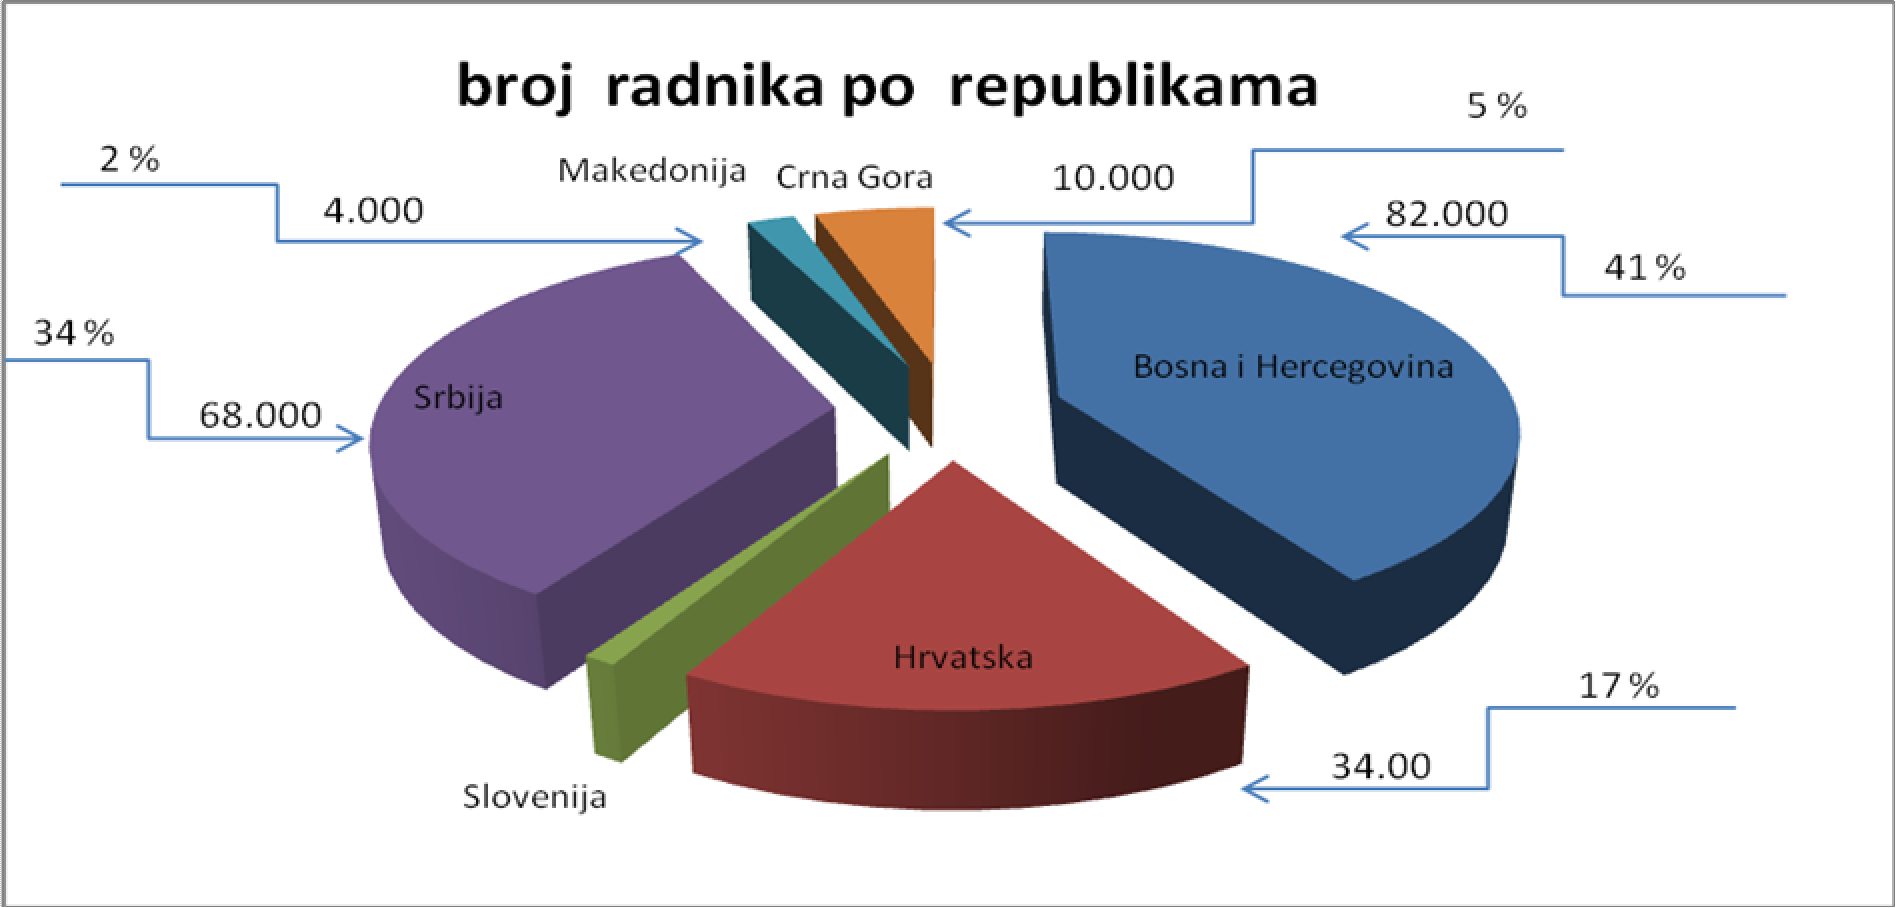 broj radnika po republikama
5 %
2 %
Makedonija
Crna Gora
10.000
4.000
82.000
41 %
34 %
Bosna i Hercegovina
Srbija
68.000
Hrvatska
17 %
34.00
Slovenija